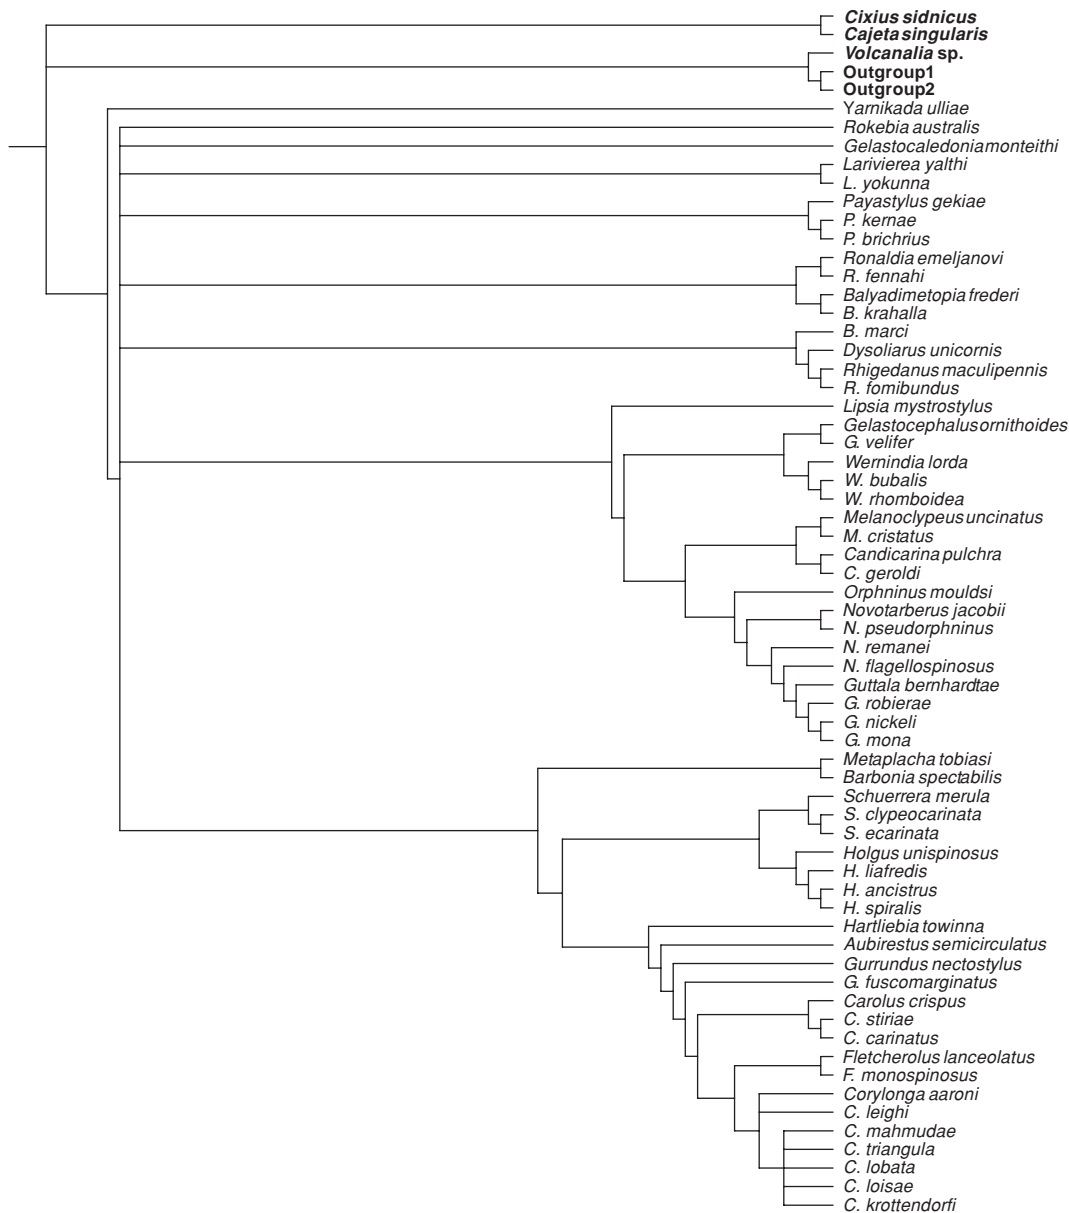 Cixius sidnicus
Cajeta singularis
Volcanalia sp.
Outgroup1
Outgroup2
Yarnikada ulliae
Rokebia australis
Gelastocaledonia monteithi
Larivierea yalthi
L. yokunna
Payastylus gekiae
P. kernae
P. brichrius
Ronaldia emeljanovi
R. fennahi
Balyadimetopia frederi
B. krahalla
B. marci
Dysoliarus unicornis
Rhigedanus maculipennis
R. fomibundus
Lipsia mystrostylus
Gelastocephalus ornithoides
G. velifer
Wernindia lorda
W. bubalis
W. rhomboidea
Melanoclypeus uncinatus
M. cristatus
Candicarina pulchra
C. geroldi
Orphninus mouldsi
Novotarberus jacobii
N. pseudorphninus
N. remanei
N. flagellospinosus
Guttala bernhardtae
G. robierae
G. nickeli
G. mona
Metaplacha tobiasi
Barbonia spectabilis
Schuerrera merula
S. clypeocarinata
S. ecarinata
Holgus unispinosus
H. liafredis
H. ancistrus
H. spiralis
Hartliebia towinna
Aubirestus semicirculatus
Gurrundus nectostylus
G. fuscomarginatus
Carolus crispus
C. stiriae
C. carinatus
Fletcherolus lanceolatus
F. monospinosus
Corylonga aaroni
C. leighi
C. mahmudae
C. triangula
C. lobata
C. loisae
C. krottendorfi